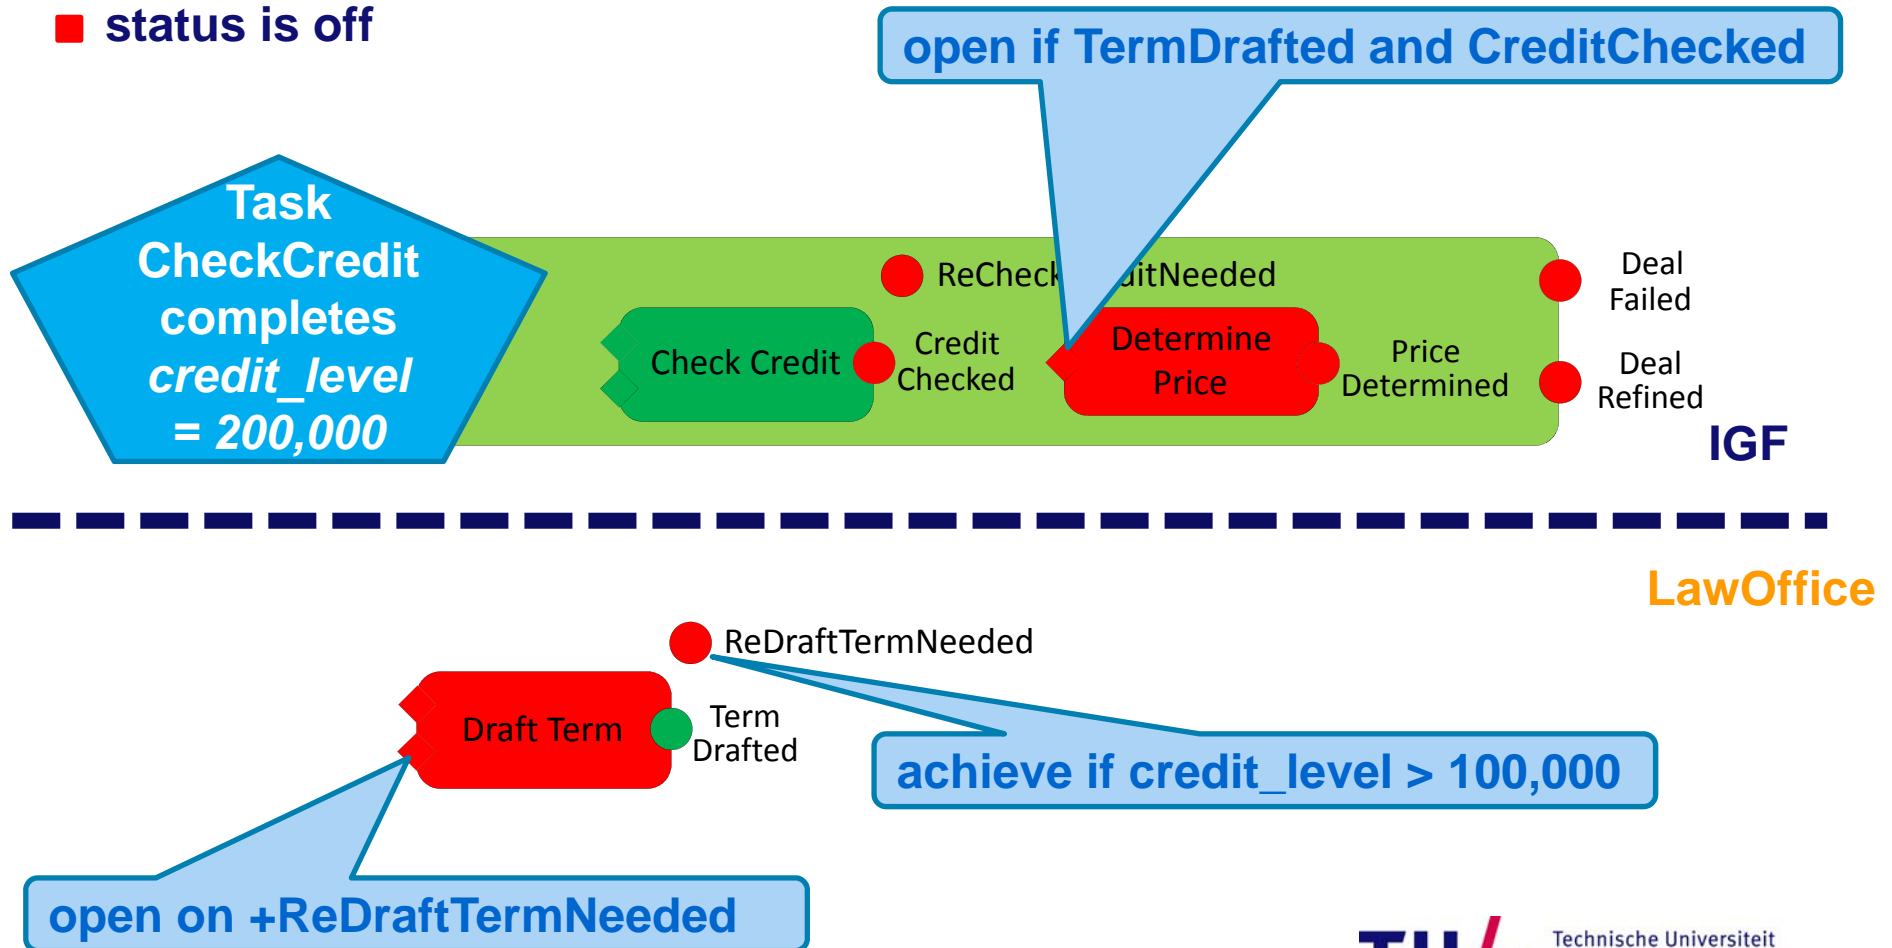 status is off
open if TermDrafted and CreditChecked
Task
CheckCredit
completes
credit_level
= 200,000
ReCheck
ditNeeded
Deal
Failed
Check Credit
Credit
Checked
Determine
Price
Price
Determined
Deal
Refined
IGF
LawOffice
ReDraftTermNeeded
Draft Term
Term
Drafted
achieve if credit_level > 100,000
open on +ReDraftTermNeeded
Technische Universiteit